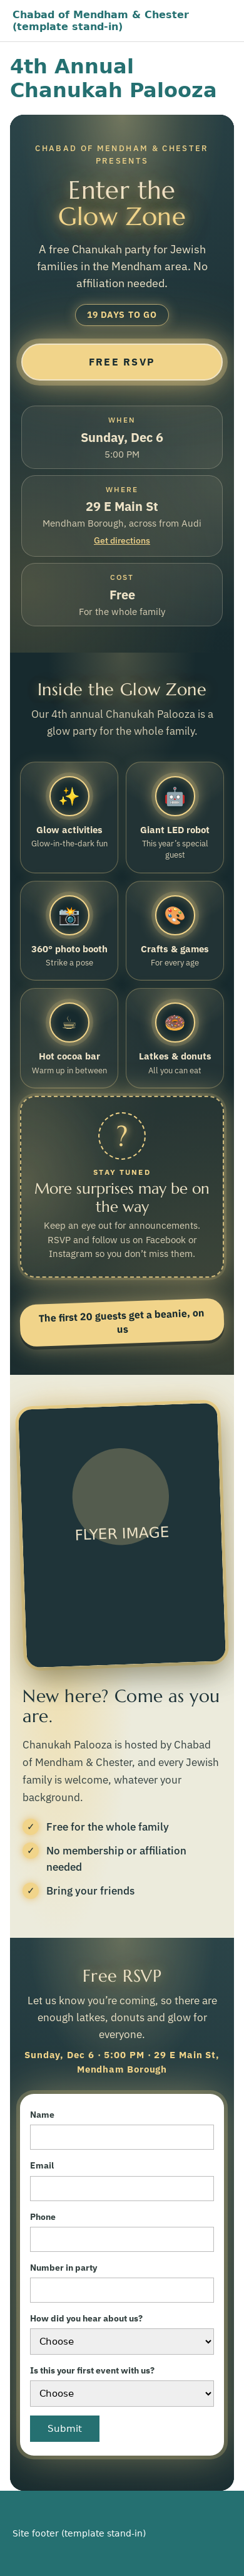 Chabad of Mendham & Chester
(template stand-in)
4th Annual
Chanukah Palooza
CHABAD OF MENDHAM & CHESTER
PRESENTS
Enter the
Glow Zone
A free Chanukah party for Jewish
families in the Mendham area. No
affiliation needed.
19 DAYS TO GO
FREE RSVP
WHEN
Sunday, Dec 6
5:00 PM
WHERE
29 E Main St
Mendham Borough, across from Audi
Get directions
COST
Free
For the whole family
Inside the Glow Zone
Our 4th annual Chanukah Palooza is a
glow party for the whole family.
Glow activities
Glow-in-the-dark fun
Giant LED robot
This year’s special
guest
360° photo booth
Strike a pose
Crafts & games
For every age
Hot cocoa bar
Warm up in between
Latkes & donuts
All you can eat
?
STAY TUNED
More surprises may be on
the way
Keep an eye out for announcements.
RSVP and follow us on Facebook or
Instagram so you don’t miss them.
The first 20 guests get a beanie, on
us
FLYER IMAGE
New here? Come as you
are.
Chanukah Palooza is hosted by Chabad
of Mendham & Chester, and every Jewish
family is welcome, whatever your
background.
✓ Free for the whole family
✓ No membership or affiliation
needed
✓ Bring your friends
Free RSVP
Let us know you’re coming, so there are
enough latkes, donuts and glow for
everyone.
Sunday, Dec 6 · 5:00 PM · 29 E Main St,
Mendham Borough
Name
Email
Phone
Number in party
How did you hear about us?
Choose
Is this your first event with us?
Choose
Submit
Site footer (template stand-in)